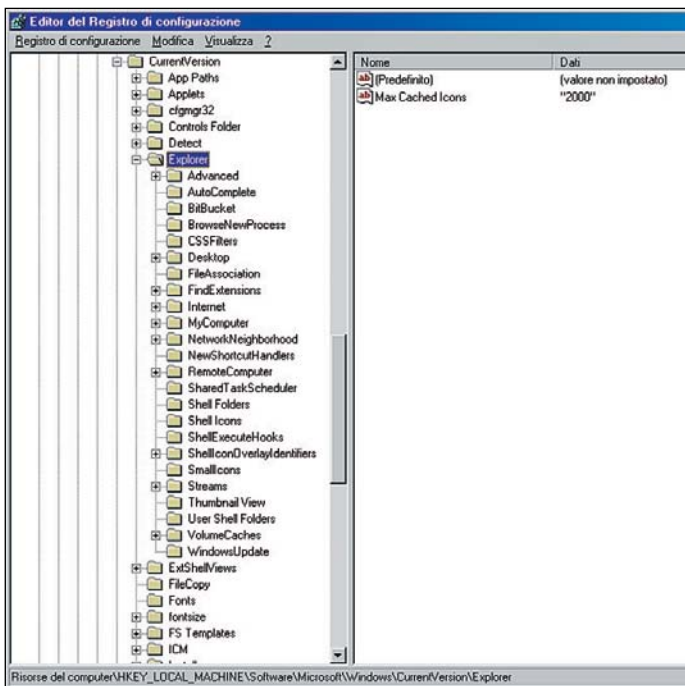 Editor del Registro di configurazione
Registro di configurazione Modifica Visualizza ?
CurrentVersion
App Paths
Applets
cfgmgr32
Controls Folder
Detect
Explorer
Advanced
AutoComplete
BitBucket
BrowseNewProcess
CSSFilters
Desktop
FileAssociation
FindExtensions
Internet
MyComputer
NetworkNeighborhood
NewShortcutHandlers
RemoteComputer
SharedTaskScheduler
Shell Folders
Shell Icons
ShellExecuteHooks
ShellIconOverlayIdentifiers
SmallIcons
Streams
Thumbnail View
User Shell Folders
VolumeCaches
WindowsUpdate
ExtShellViews
FileCopy
Fonts
fontsize
FS Templates
ICM
Nome Dati
(Predefinito) (valore non impostato)
Max Cached Icons "2000"
Risorse del computer\HKEY_LOCAL_MACHINE\Software\Microsoft\Windows\CurrentVersion\Explorer